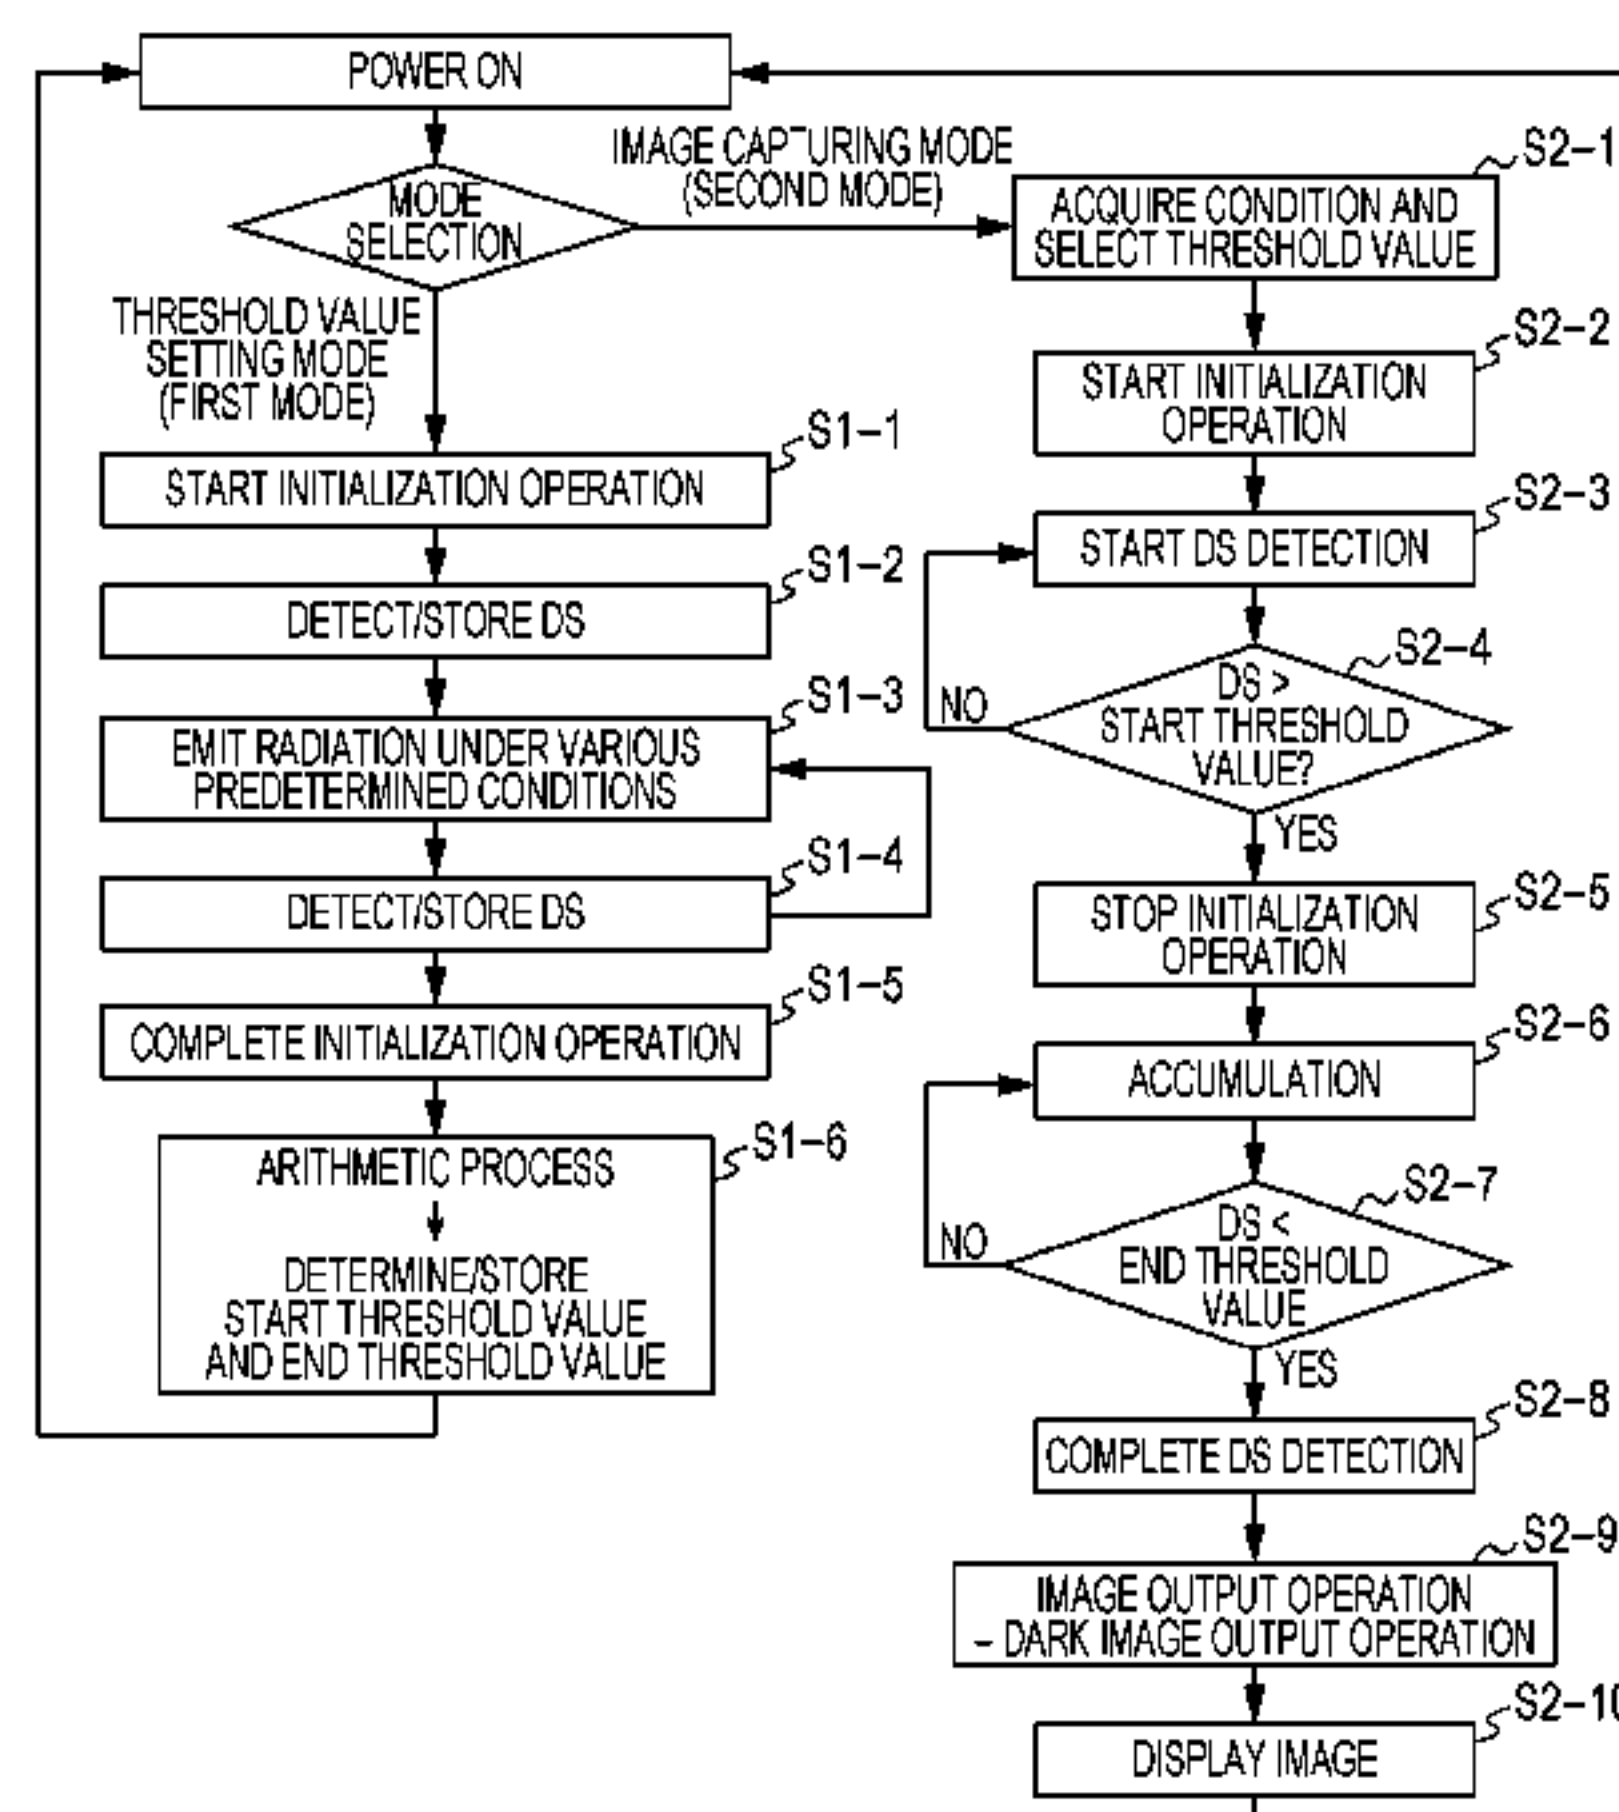 POWER ON
MODE
SELECTION
IMAGE CAPTURING MODE
(SECOND MODE)
THRESHOLD VALUE
SETTING MODE
(FIRST MODE)
S1-1
START INITIALIZATION OPERATION
S1-2
DETECT/STORE DS
S1-3
EMIT RADIATION UNDER VARIOUS
PREDETERMINED CONDITIONS
S1-4
DETECT/STORE DS
S1-5
COMPLETE INITIALIZATION OPERATION
S1-6
ARITHMETIC PROCESS
DETERMINE/STORE
START THRESHOLD VALUE
AND END THRESHOLD VALUE
S2-1
ACQUIRE CONDITION AND
SELECT THRESHOLD VALUE
S2-2
START INITIALIZATION
OPERATION
S2-3
START DS DETECTION
S2-4
DS >
START THRESHOLD
VALUE?
NO
YES
S2-5
STOP INITIALIZATION
OPERATION
S2-6
ACCUMULATION
S2-7
DS <
END THRESHOLD
VALUE
NO
YES
S2-8
COMPLETE DS DETECTION
S2-9
IMAGE OUTPUT OPERATION
- DARK IMAGE OUTPUT OPERATION
S2-10
DISPLAY IMAGE